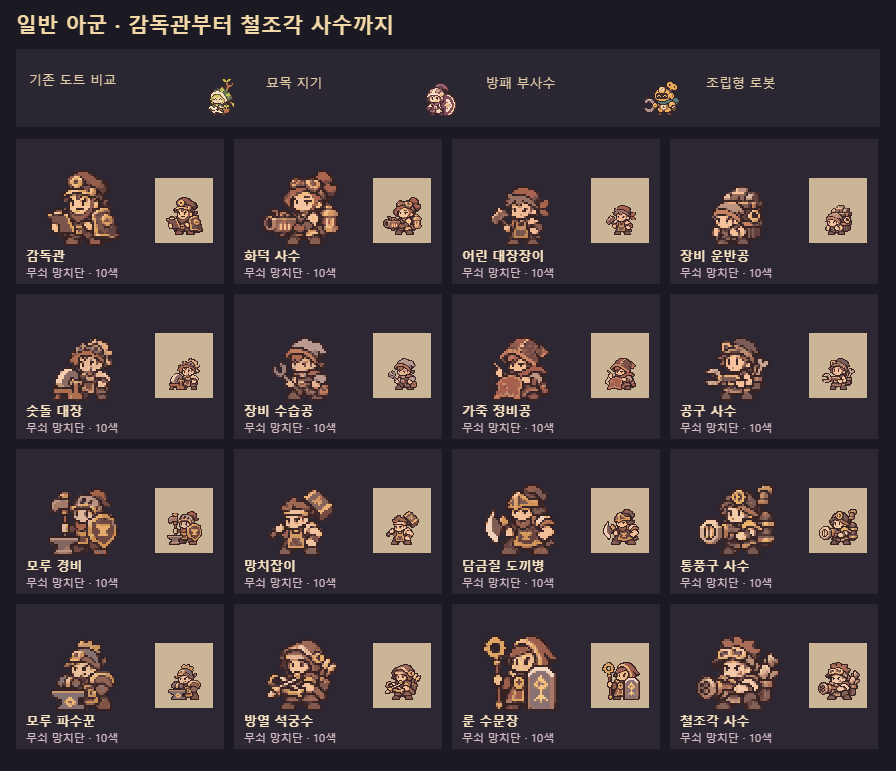 일반 아군 · 감독관부터 철조각 사수까지
기존 도트 비교
묘목 지기
방패 부사수
조립형 로봇
감독관
무쇠 망치단 · 10색
화덕 사수
무쇠 망치단 · 10색
어린 대장장이
무쇠 망치단 · 10색
장비 운반공
무쇠 망치단 · 10색
숫돌 대장
무쇠 망치단 · 10색
장비 수습공
무쇠 망치단 · 10색
가죽 정비공
무쇠 망치단 · 10색
공구 사수
무쇠 망치단 · 10색
모루 경비
무쇠 망치단 · 10색
망치잡이
무쇠 망치단 · 10색
담금질 도끼병
무쇠 망치단 · 10색
통풍구 사수
무쇠 망치단 · 10색
모루 파수꾼
무쇠 망치단 · 10색
방열 석궁수
무쇠 망치단 · 10색
룬 수문장
무쇠 망치단 · 10색
철조각 사수
무쇠 망치단 · 10색